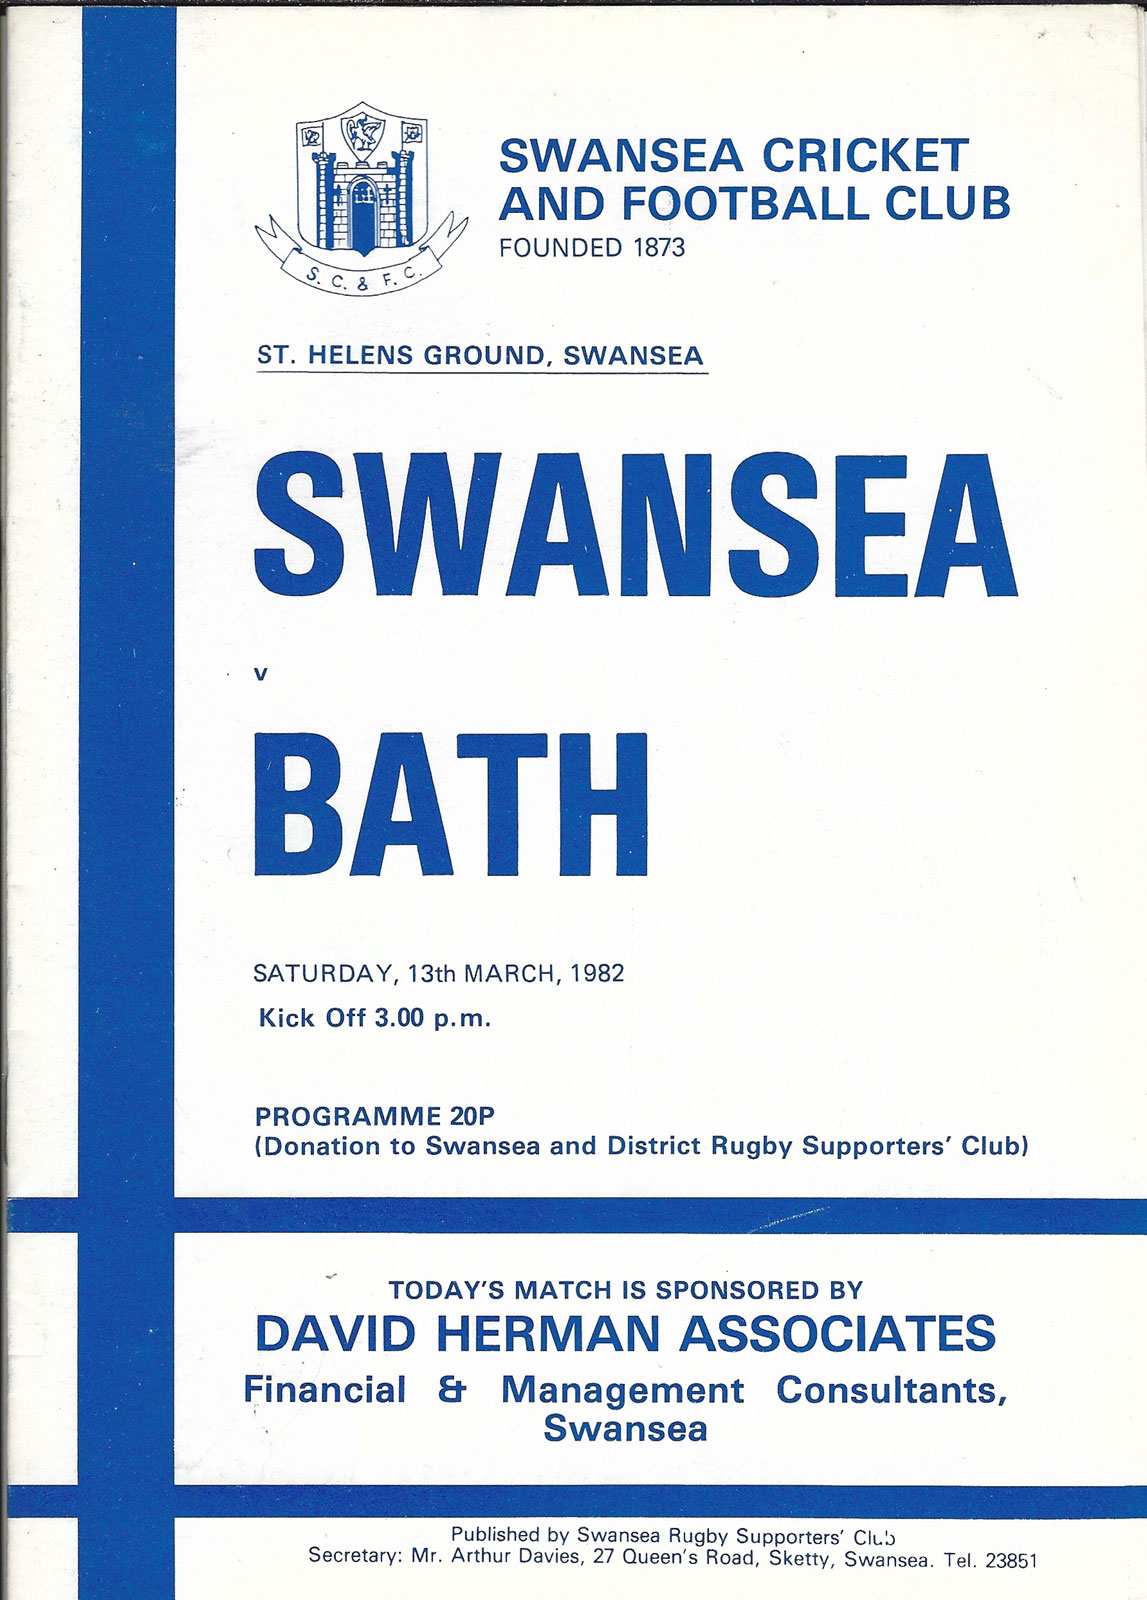 SWANSEA CRICKET
AND FOOTBALL CLUB
FOUNDED 1873
S. C. & F. C.
ST. HELENS GROUND, SWANSEA
SWANSEA
v
BATH
SATURDAY, 13th MARCH, 1982
Kick Off 3.00 p.m.
PROGRAMME 20P
(Donation to Swansea and District Rugby Supporters' Club)
TODAY'S MATCH IS SPONSORED BY
DAVID HERMAN ASSOCIATES
Financial & Management Consultants,
Swansea
Published by Swansea Rugby Supporters' Club
Secretary: Mr. Arthur Davies, 27 Queen's Road, Sketty, Swansea. Tel. 23851